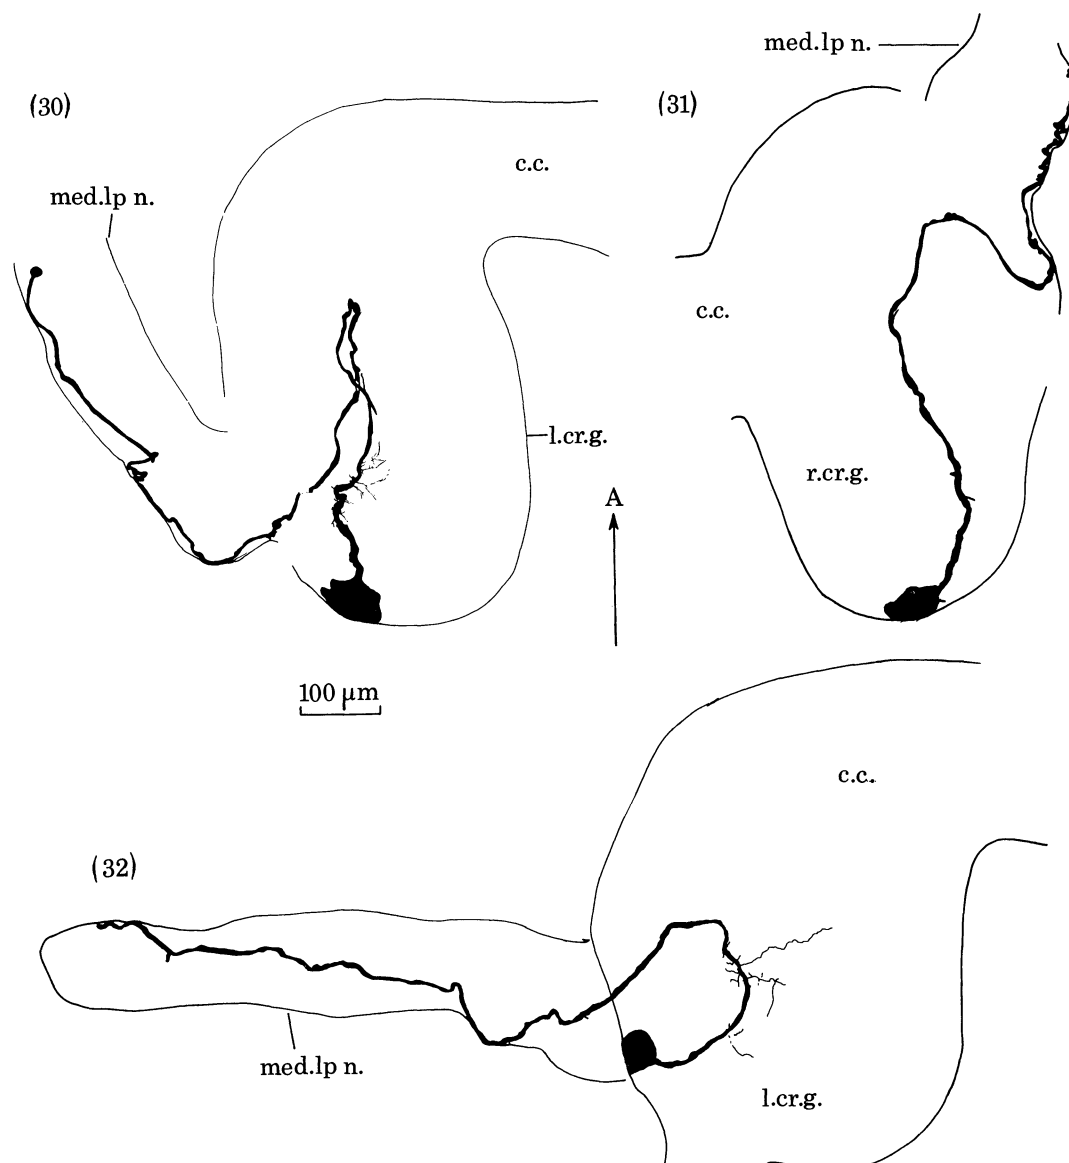 med.lp n.
(30)
(31)
c.c.
med.lp n.
c.c.
l.cr.g.
r.cr.g.
A
100 μm
c.c.
(32)
med.lp n.
l.cr.g.